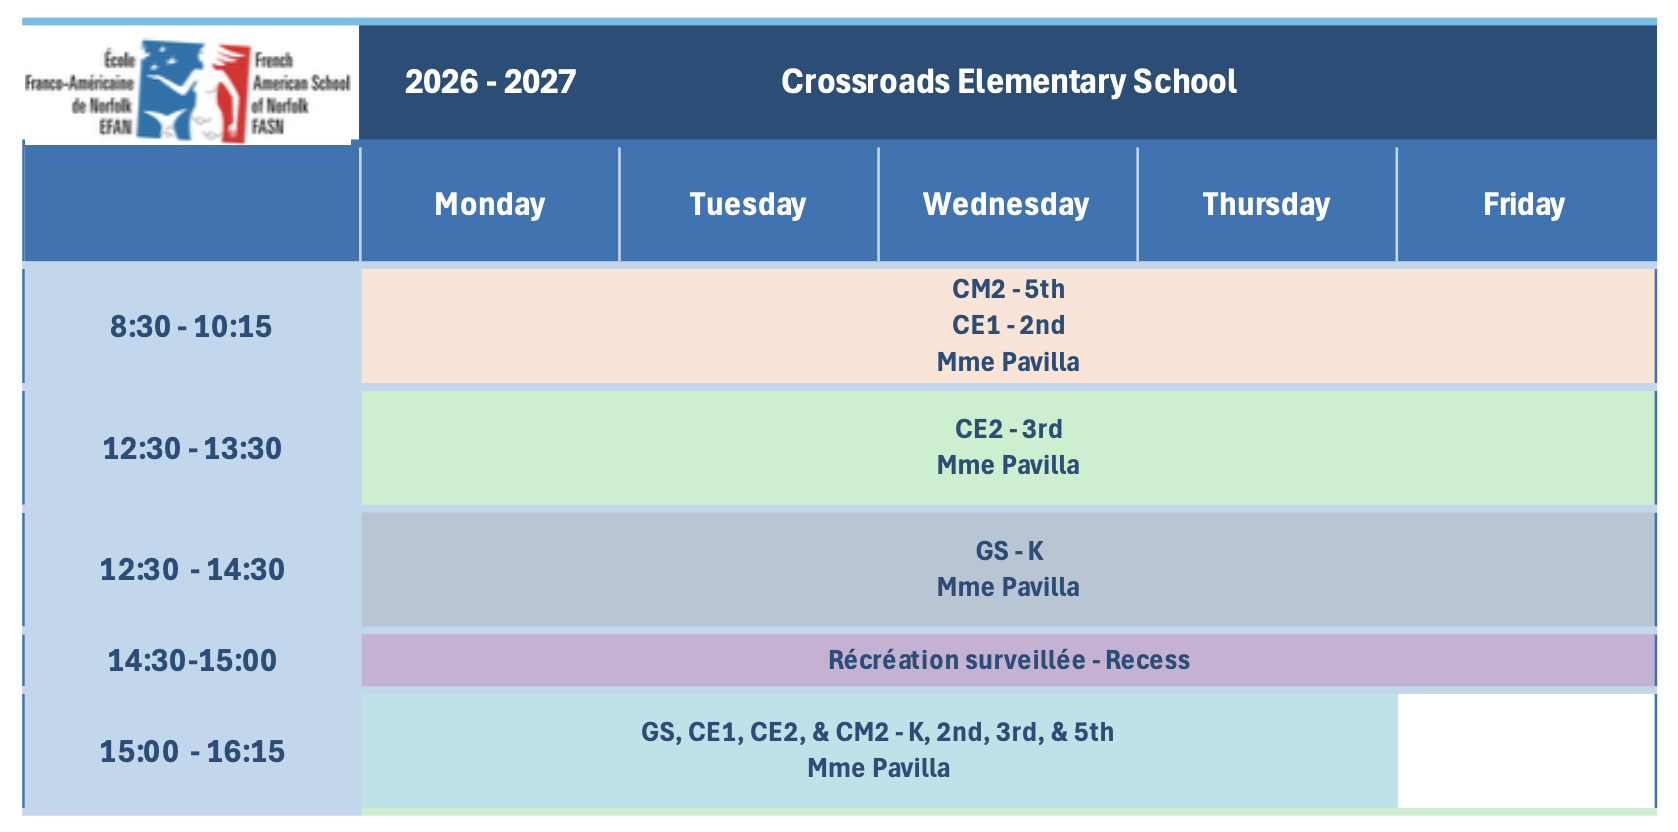 École
Franco-Américaine
de Norfolk
EFAN
French
American School
of Norfolk
FASN
2026 - 2027
Crossroads Elementary School
Monday
Tuesday
Wednesday
Thursday
Friday
8:30 - 10:15
CM2 - 5th
CE1 - 2nd
Mme Pavilla
12:30 - 13:30
CE2 - 3rd
Mme Pavilla
12:30 - 14:30
GS - K
Mme Pavilla
14:30-15:00
Récréation surveillée - Recess
15:00 - 16:15
GS, CE1, CE2, & CM2 - K, 2nd, 3rd, & 5th
Mme Pavilla